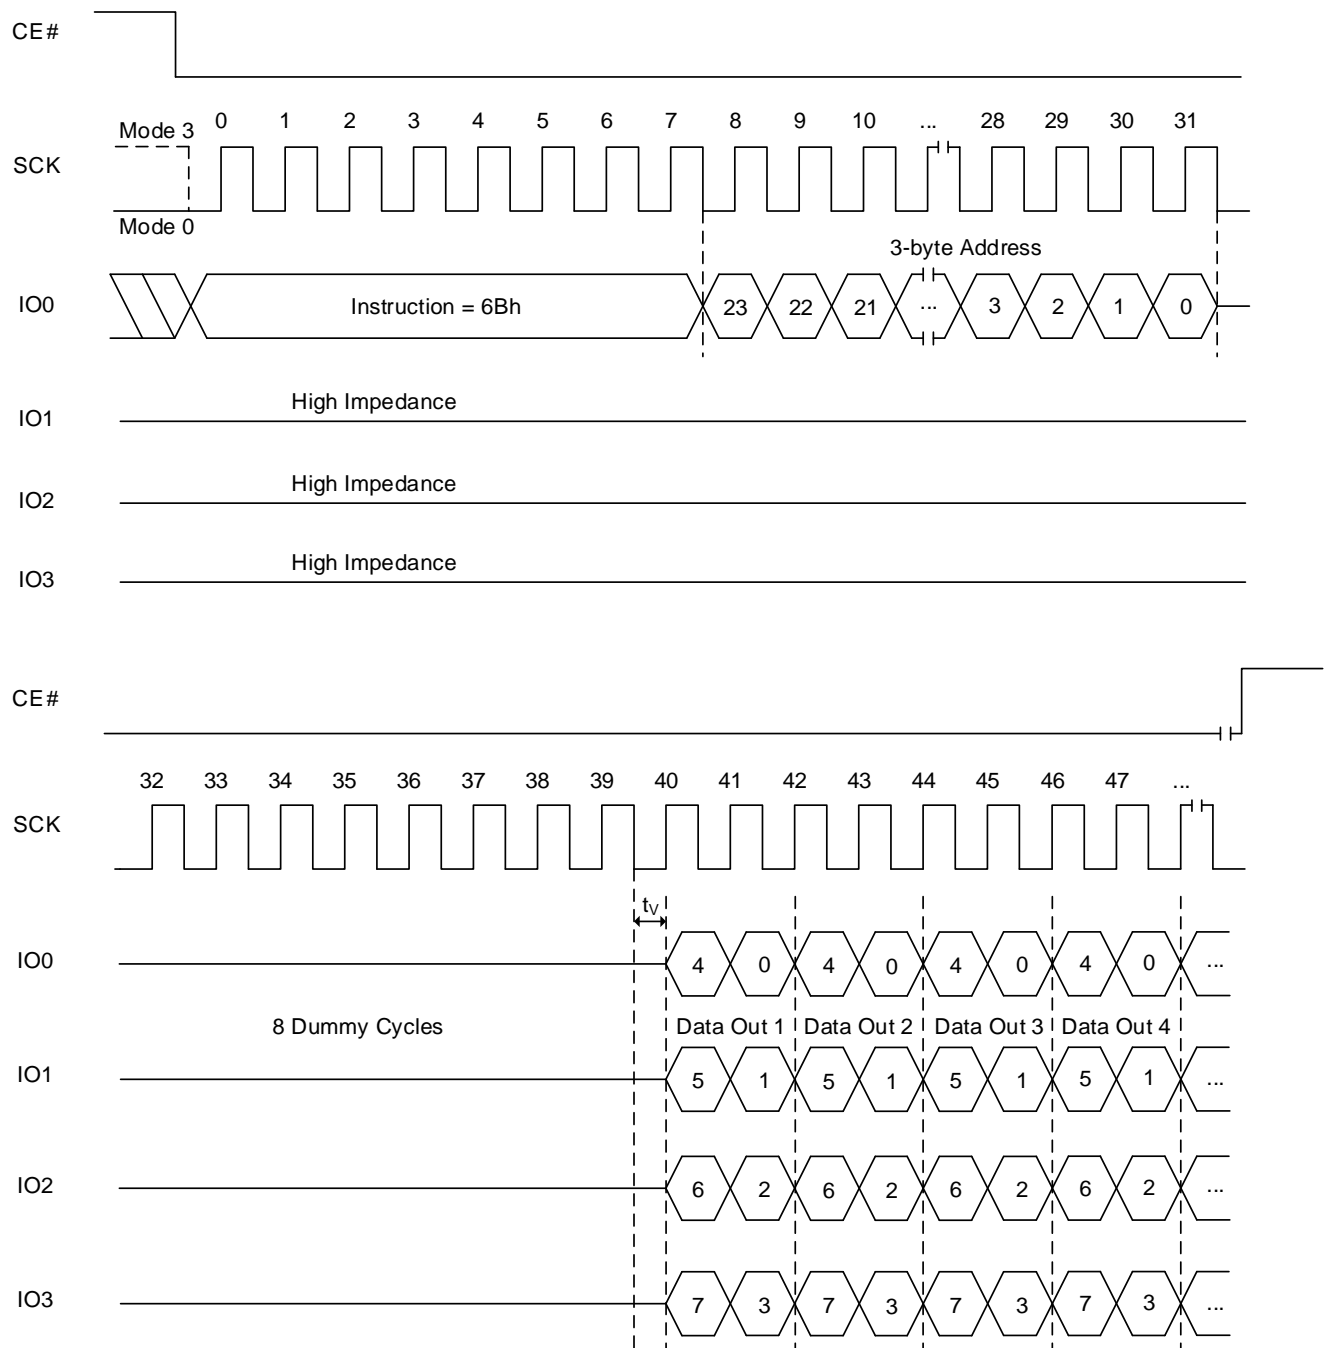 CE#
Mode 3 0 1 2 3 4 5 6 7 8 9 10 ... 28 29 30 31
SCK
Mode 0
3-byte Address
IO0 Instruction = 6Bh 23 22 21 ... 3 2 1 0
High Impedance
IO1
High Impedance
IO2
High Impedance
IO3
CE#
32 33 34 35 36 37 38 39 40 41 42 43 44 45 46 47 ...
SCK
tV
IO0 4 0 4 0 4 0 4 0 ...
8 Dummy Cycles Data Out 1 Data Out 2 Data Out 3 Data Out 4
IO1 5 1 5 1 5 1 5 1 ...
IO2 6 2 6 2 6 2 6 2 ...
IO3 7 3 7 3 7 3 7 3 ...